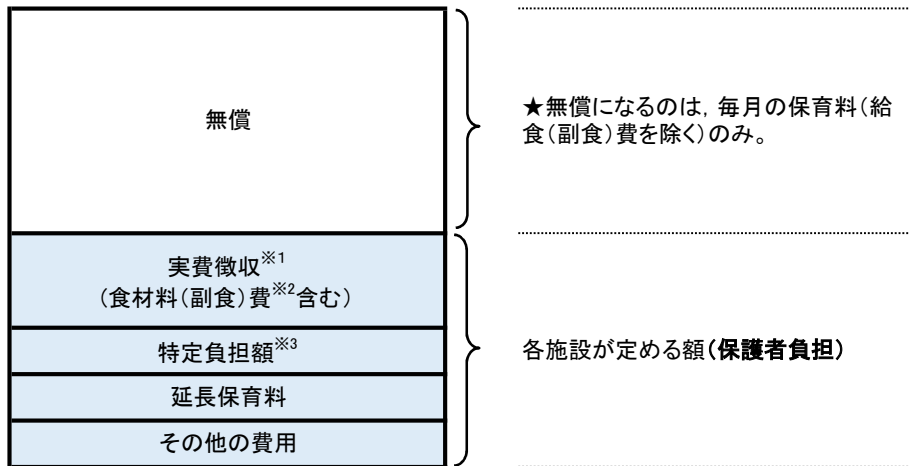 無償
★無償になるのは，毎月の保育料（給
食（副食）費を除く）のみ。
実費徴収※1
（食材料（副食）費※2含む）
特定負担額※3
延長保育料
その他の費用
各施設が定める額（保護者負担）